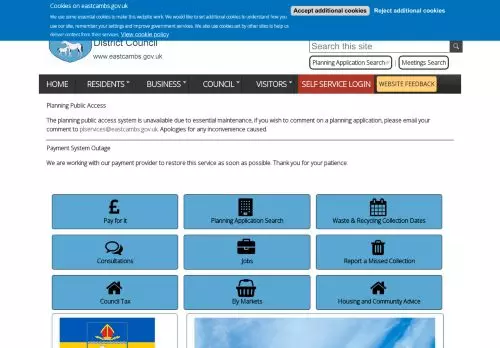 Cookies on eastcambs.gov.uk
We use some essential cookies to make this website work. We would like to set additional cookies to understand how you
use our site, remember your settings and improve government services. We also use cookies set by other sites to help us
deliver content from their services. View cookie policy
Accept additional cookies
Reject additional cookies
District Council
www.eastcambs.gov.uk
Search this site
Planning Application Search
Meetings Search
HOME
RESIDENTS
BUSINESS
COUNCIL
VISITORS
SELF SERVICE LOGIN
WEBSITE FEEDBACK
Planning Public Access
The planning public access system is unavailable due to essential maintenance, if you wish to comment on a planning application, please email your
comment to plservices@eastcambs.gov.uk. Apologies for any inconvenience caused.
Payment System Outage
We are working with our payment provider to restore this service as soon as possible. Thank you for your patience
Pay for it
Planning Application Search
Waste & Recycling Collection Dates
Consultations
Jobs
Report a Missed Collection
Council Tax
Ely Markets
Housing and Community Advice